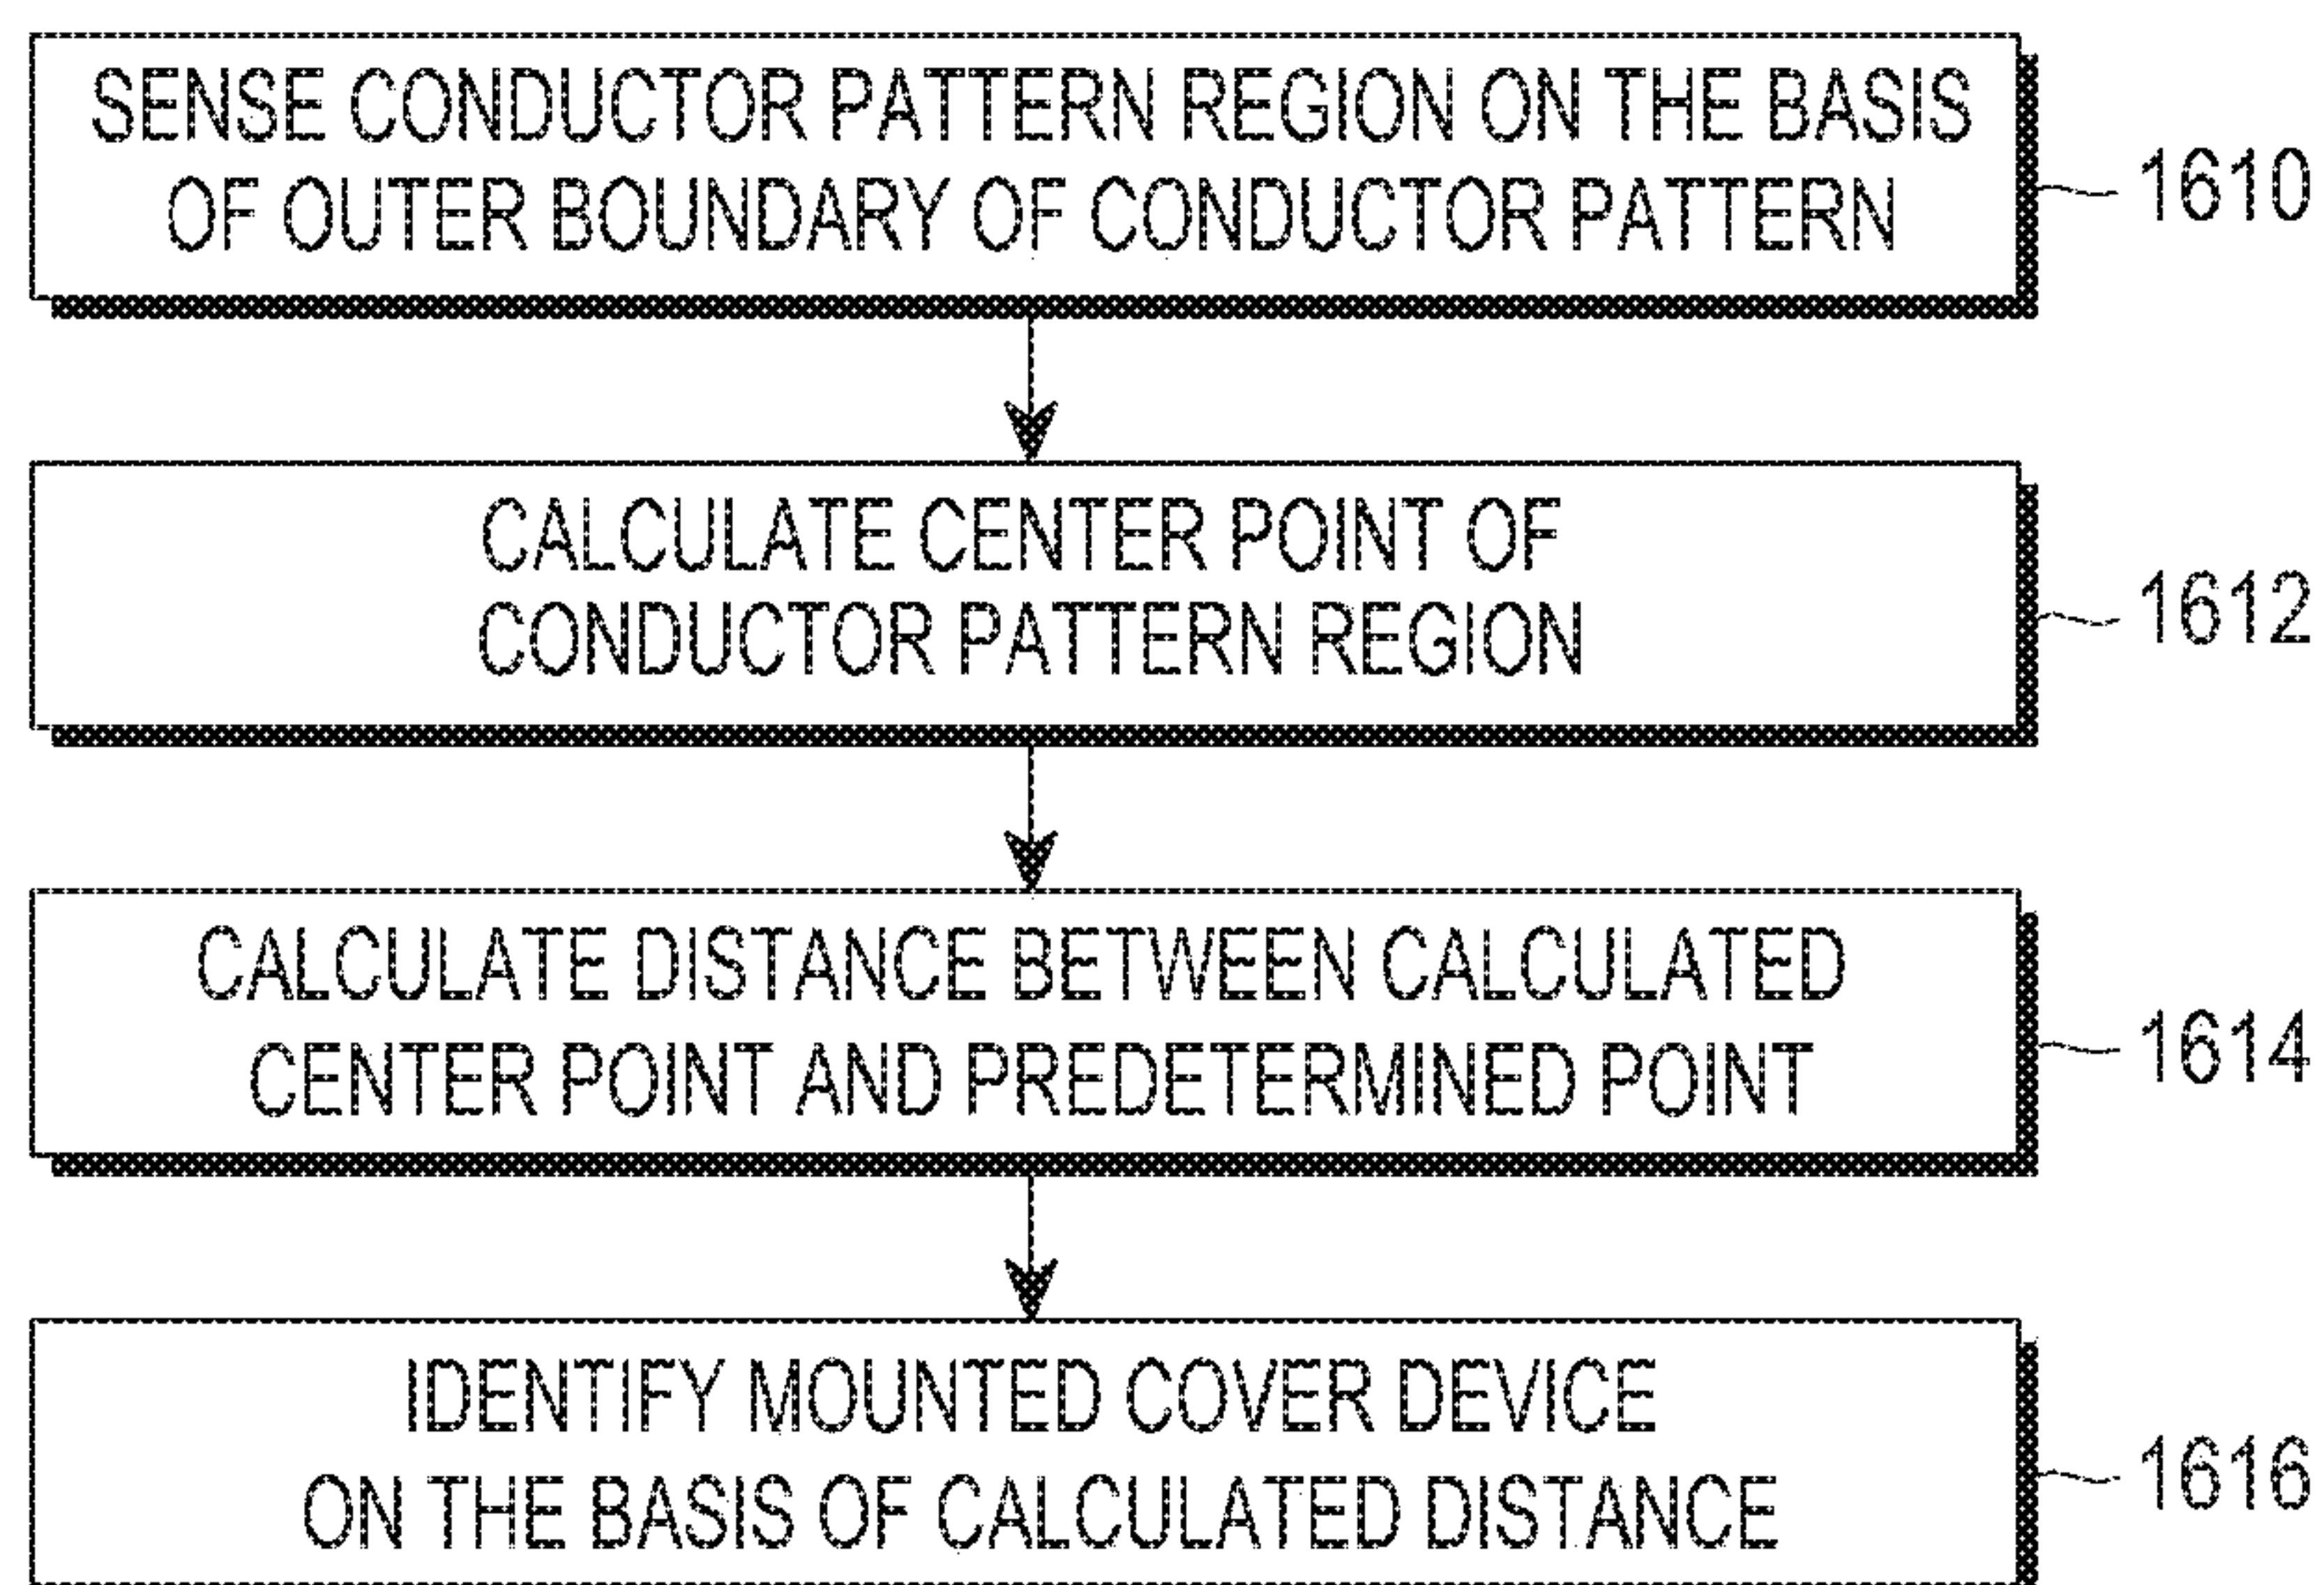 SENSE CONDUCTOR PATTERN REGION ON THE BASIS
OF OUTER BOUNDARY OF CONDUCTOR PATTERN
1610
CALCULATE CENTER POINT OF
CONDUCTOR PATTERN REGION
1612
CALCULATE DISTANCE BETWEEN CALCULATED
CENTER POINT AND PREDETERMINED POINT
1614
IDENTIFY MOUNTED COVER DEVICE
ON THE BASIS OF CALCULATED DISTANCE
1616